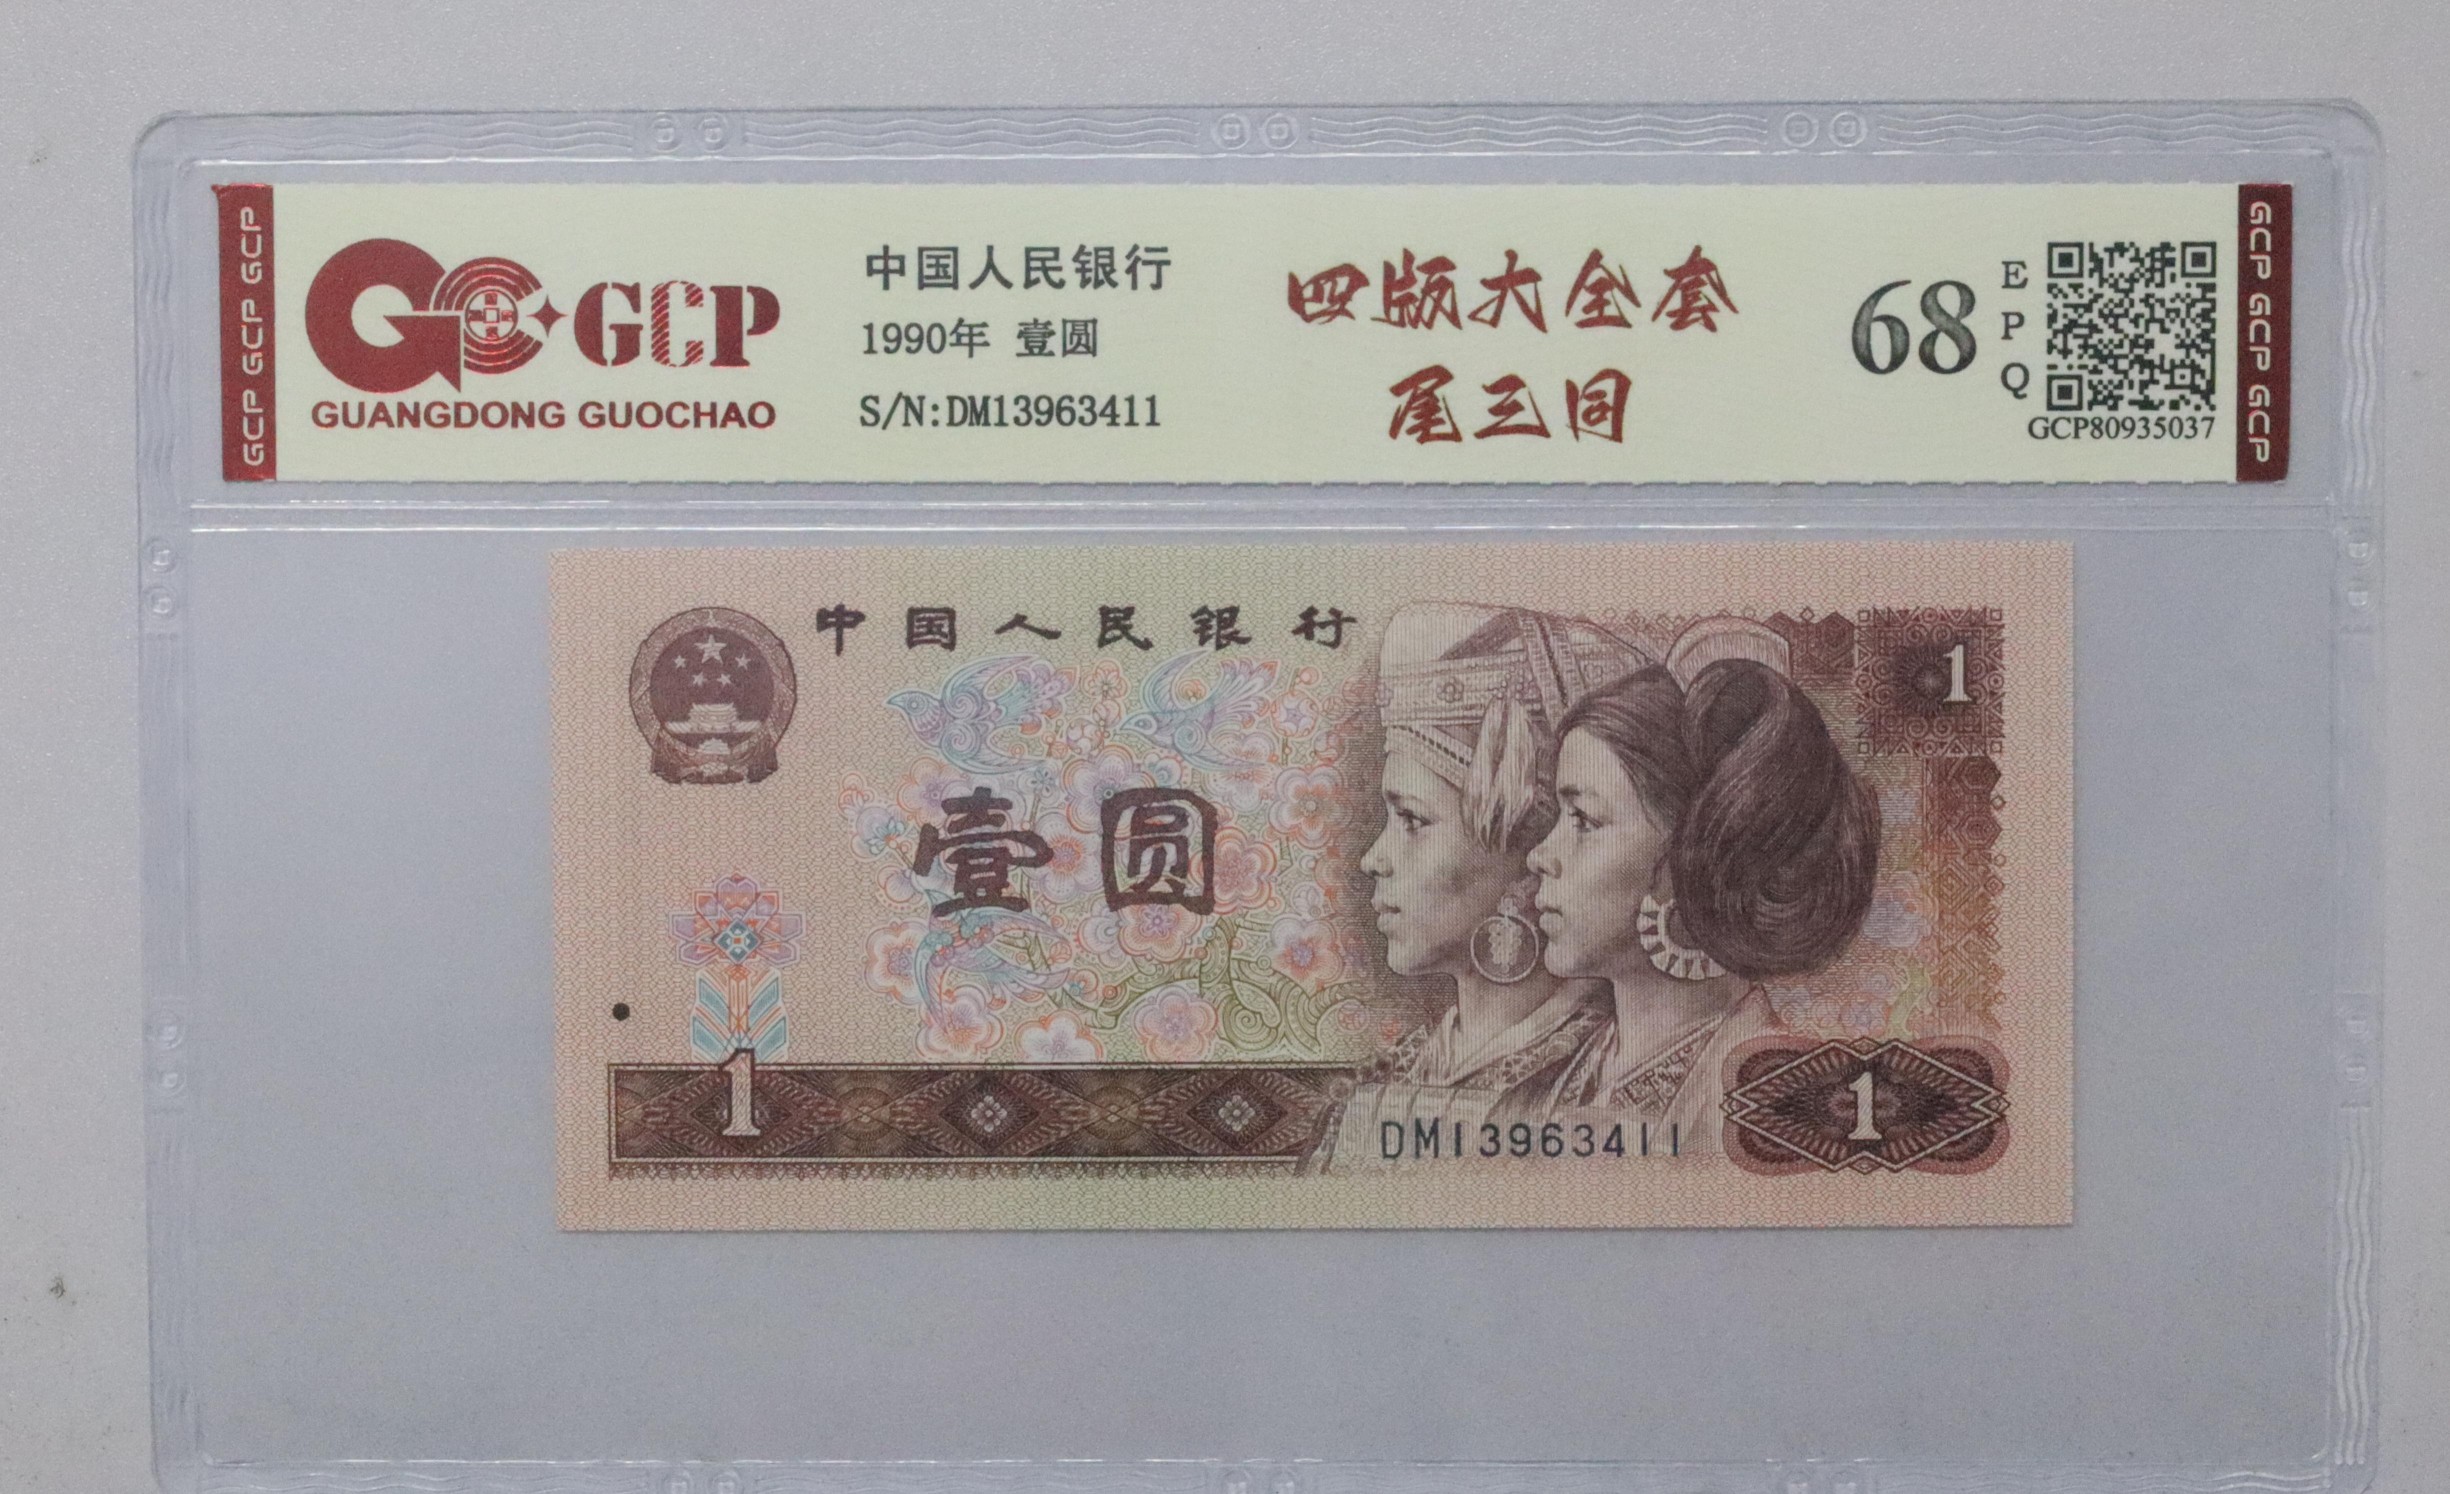 GCP GCP GCP
GCP
GUANGDONG GUOCHAO
中国人民银行
1990年 壹圆
S/N:DM13963411
四版大全套
尾三同
68
E
P
Q
GCP80935037
GCP GCP GCP
中国人民银行
1
壹圆
1
1
DM13963411